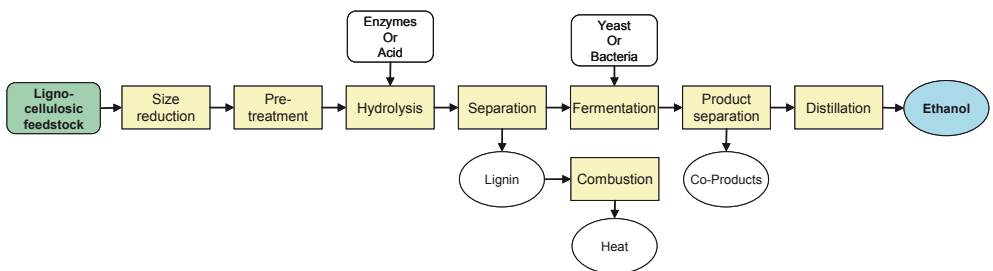 Enzymes
Or
Acid
Yeast
Or
Bacteria
Ligno-
cellulosic
feedstock
Size
reduction
Pre-
treatment
Hydrolysis
Separation
Fermentation
Product
separation
Distillation
Ethanol
Lignin
Combustion
Co-Products
Heat